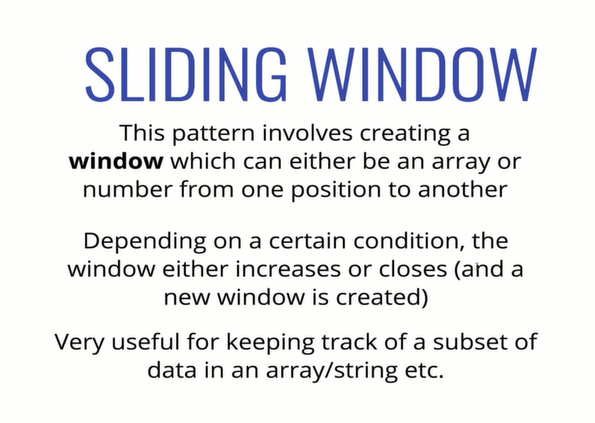 SLIDING WINDOW
This pattern involves creating a
window which can either be an array or
number from one position to another
Depending on a certain condition, the
window either increases or closes (and a
new window is created)
Very useful for keeping track of a subset of
data in an array/string etc.